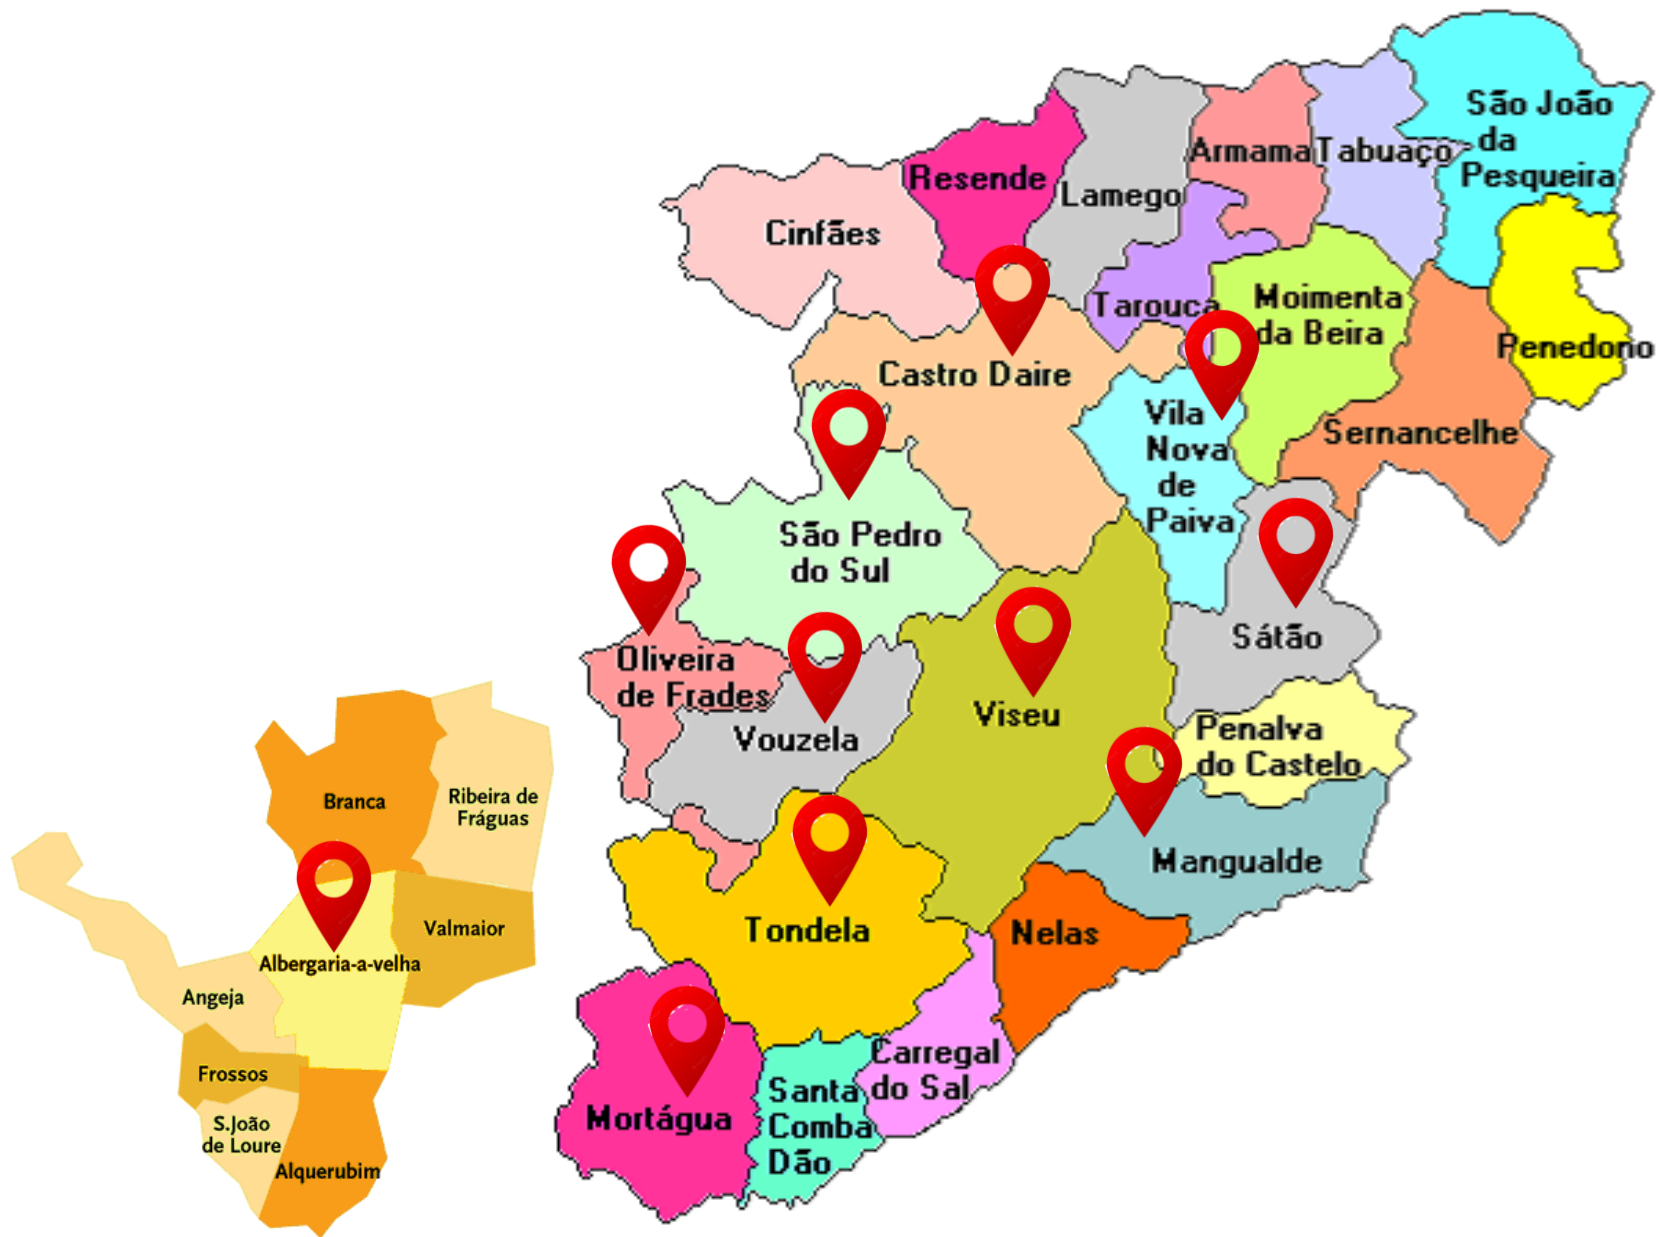 São João
da
Pesqueira
Armama
Tabuaço
Resende
Lamego
Cinfães
Tarouca
Moimenta
da Beira
Penedono
Castro Daire
Vila
Nova
de
Paiva
Sernancelhe
São Pedro
do Sul
Sátão
Oliveira
de Frades
Vouzela
Viseu
Penalva
do Castelo
Mangualde
Tondela
Nelas
Carregal
do Sal
Santa
Comba
Dão
Mortágua
Branca
Ribeira de
Fráguas
Valmaior
Albergaria-a-velha
Angeja
Frossos
S.João
de Loure
Alquerubim